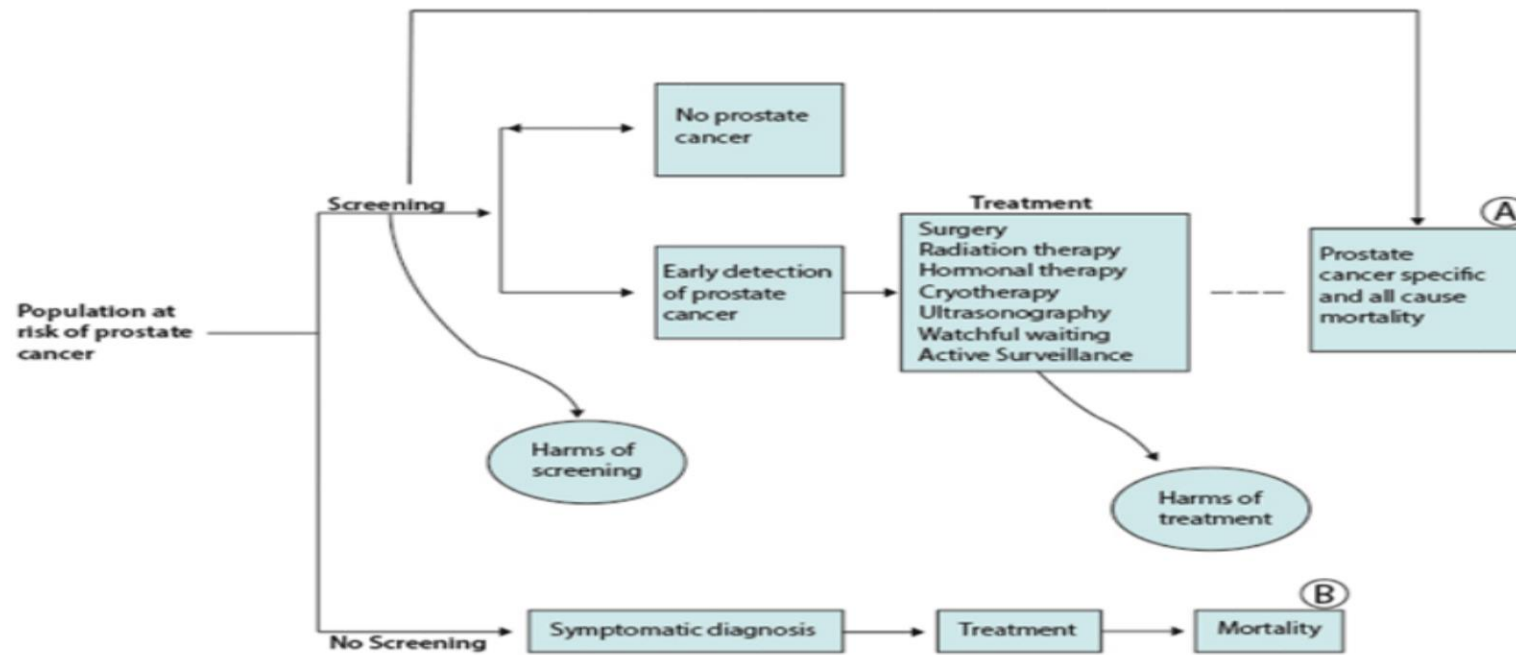 No prostate
cancer
Screening
Treatment
A
Surgery
Radiation therapy
Hormonal therapy
Cryotherapy
Ultrasonography
Watchful waiting
Active Surveillance
Early detection
of prostate
cancer
Prostate
cancer specific
and all cause
mortality
Population at
risk of prostate
cancer
Harms of
screening
Harms of
treatment
B
No Screening
Symptomatic diagnosis
Treatment
Mortality